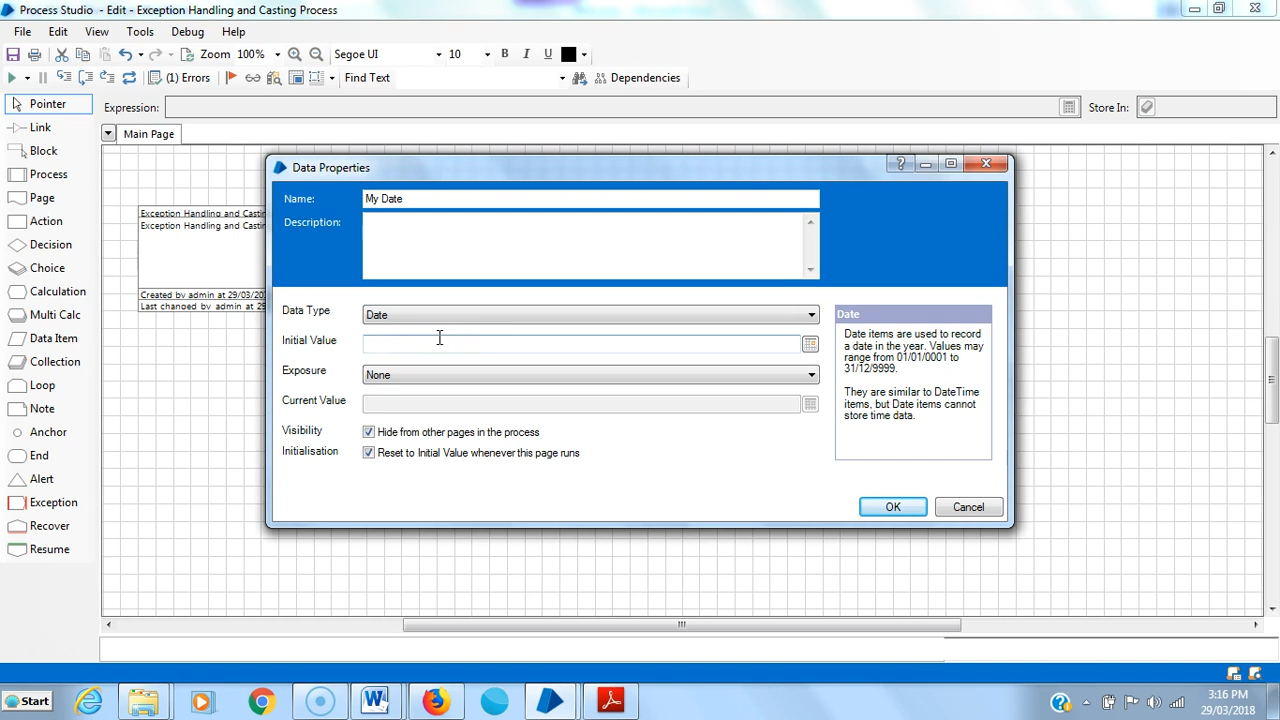 Process Studio - Edit - Exception Handling and Casting Process
File Edit View Tools Debug Help
Zoom 100% Segoe UI 10 B I U
(1) Errors Find Text Dependencies
Pointer
Link
Block
Process
Page
Action
Decision
Choice
Calculation
Multi Calc
Data Item
Collection
Loop
Note
Anchor
End
Alert
Exception
Recover
Resume
Expression: Store In:
Main Page
Exception Handling and Castin
Exception Handling and Castin
Created by admin at 29/03/20
Last changed by admin at 29
Data Properties
Name: My Date
Description:
Data Type Date
Initial Value
Exposure None
Current Value
Visibility Hide from other pages in the process
Initialisation Reset to Initial Value whenever this page runs
Date
Date items are used to record
a date in the year. Values may
range from 01/01/0001 to
31/12/9999.
They are similar to DateTime
items, but Date items cannot
store time data.
OK Cancel
Start
3:16 PM
29/03/2018